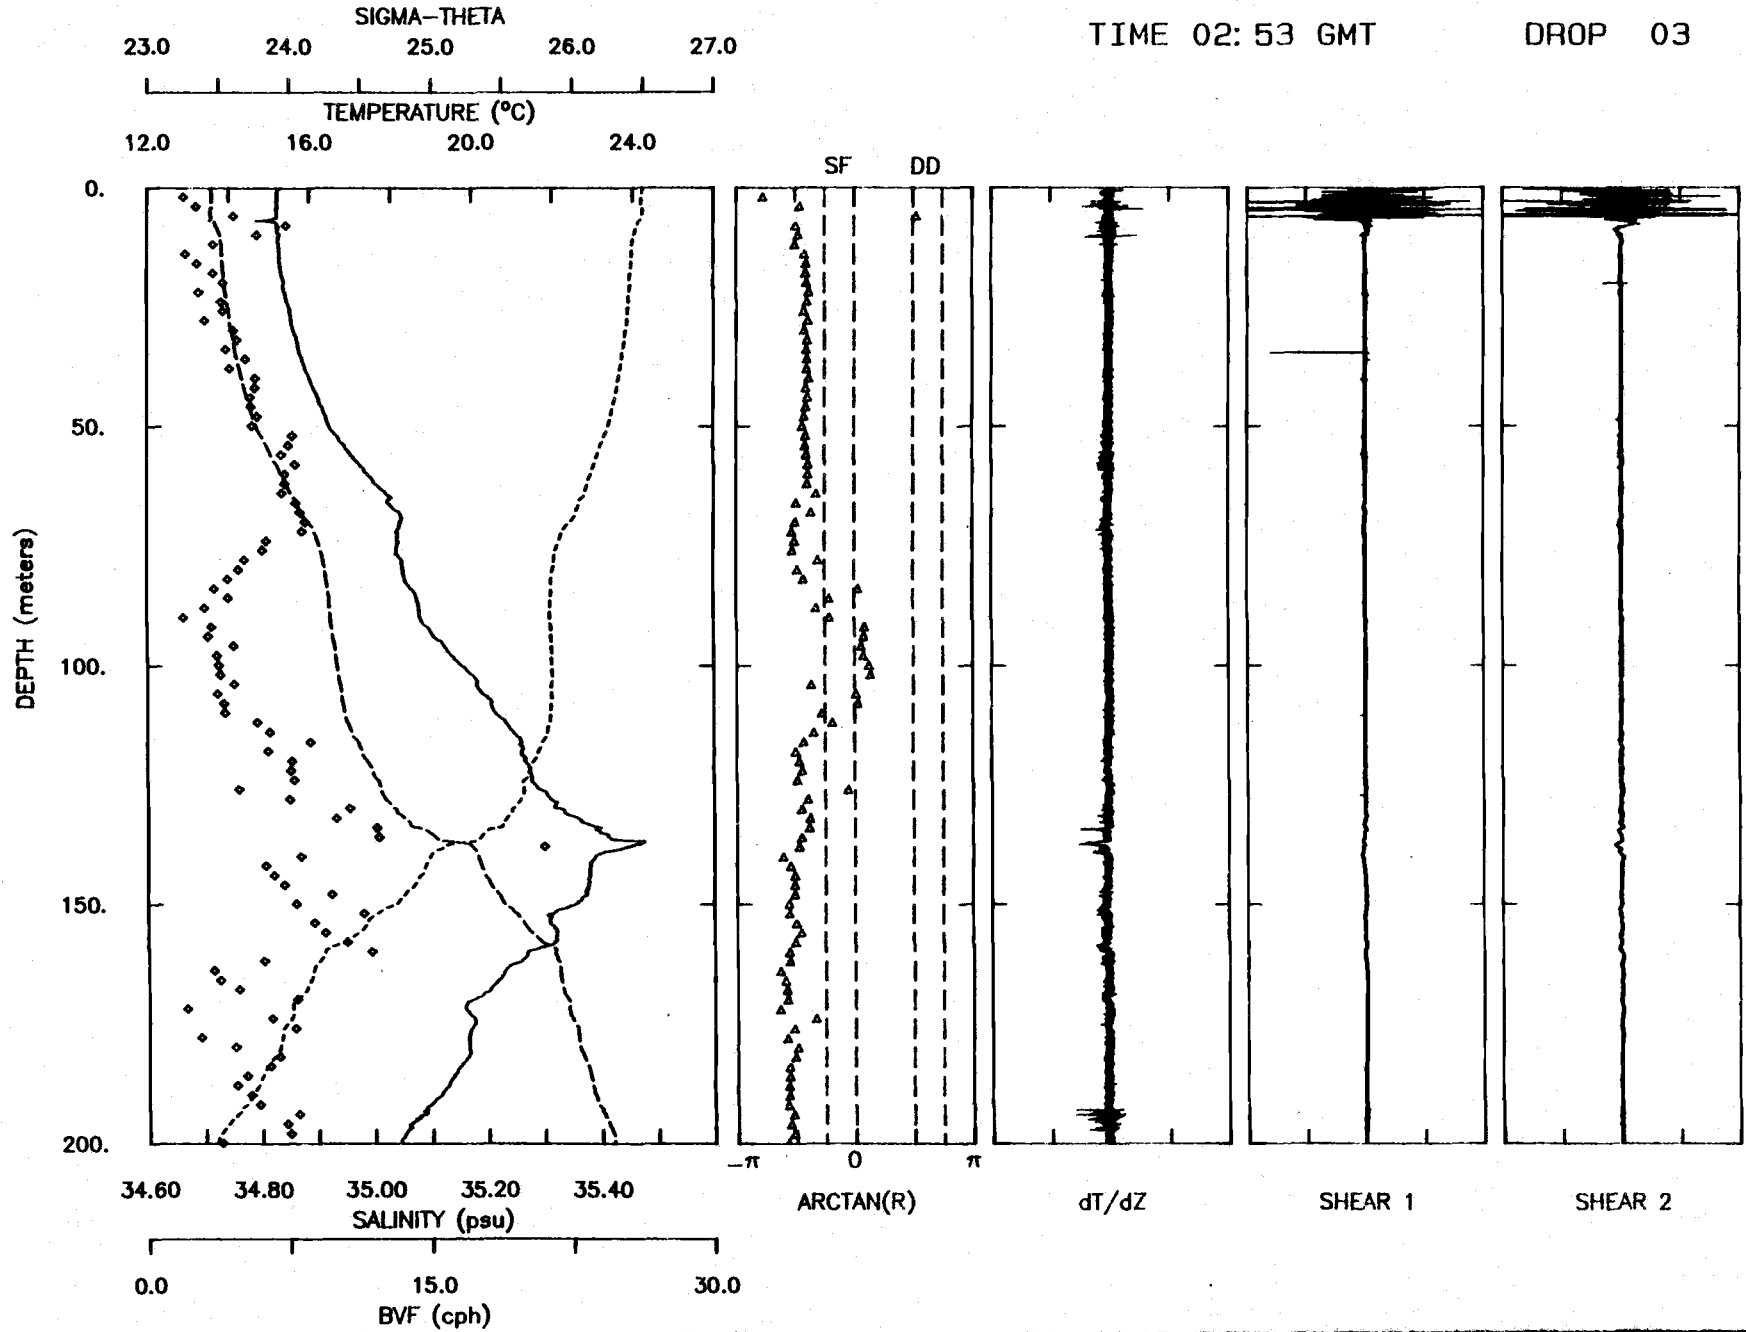 SIGMA-THETA
23.0 24.0 25.0 26.0 27.0
TIME 02:53 GMT DROP 03
TEMPERATURE (°C)
12.0 16.0 20.0 24.0
SF DD
0.
50.
100.
150.
200.
DEPTH (meters)
-π 0 π
34.60 34.80 35.00 35.20 35.40
SALINITY (psu)
ARCTAN(R) dT/dZ SHEAR 1 SHEAR 2
0.0 15.0 30.0
BVF (cph)